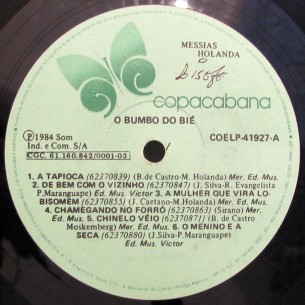 MESSIAS
HOLANDA
copacabana
O BUMBO DO BIÉ
℗ 1984 Som
Ind. e Com. S/A
COELP-41927-A
CGC. 61.160.842/0001-03
1. A TAPIOCA (62370839) (B. de Castro-M. Holanda) Mer. Ed. Mus.
2. DE BEM COM O VIZINHO (62370847) (J. Silva-R. Evangelista
P. Maranguape) Ed. Mus. Victor 3. A MULHER QUE VIRA LO-
BISOMEM (62370855) (J. Caetano-M. Holanda) Mer. Ed. Mus.
4. CHAMEGANDO NO FORRÓ (62370863) (Sirano) Mer. Ed.
Mus. 5. CHINELO VÉIO (62370871) (B. de Castro
Moskemberg) Mer. Ed. Mus. 6. O MENINO E A
SECA (62370880) (J. Silva-P. Maranguape)
Ed. Mus. Victor